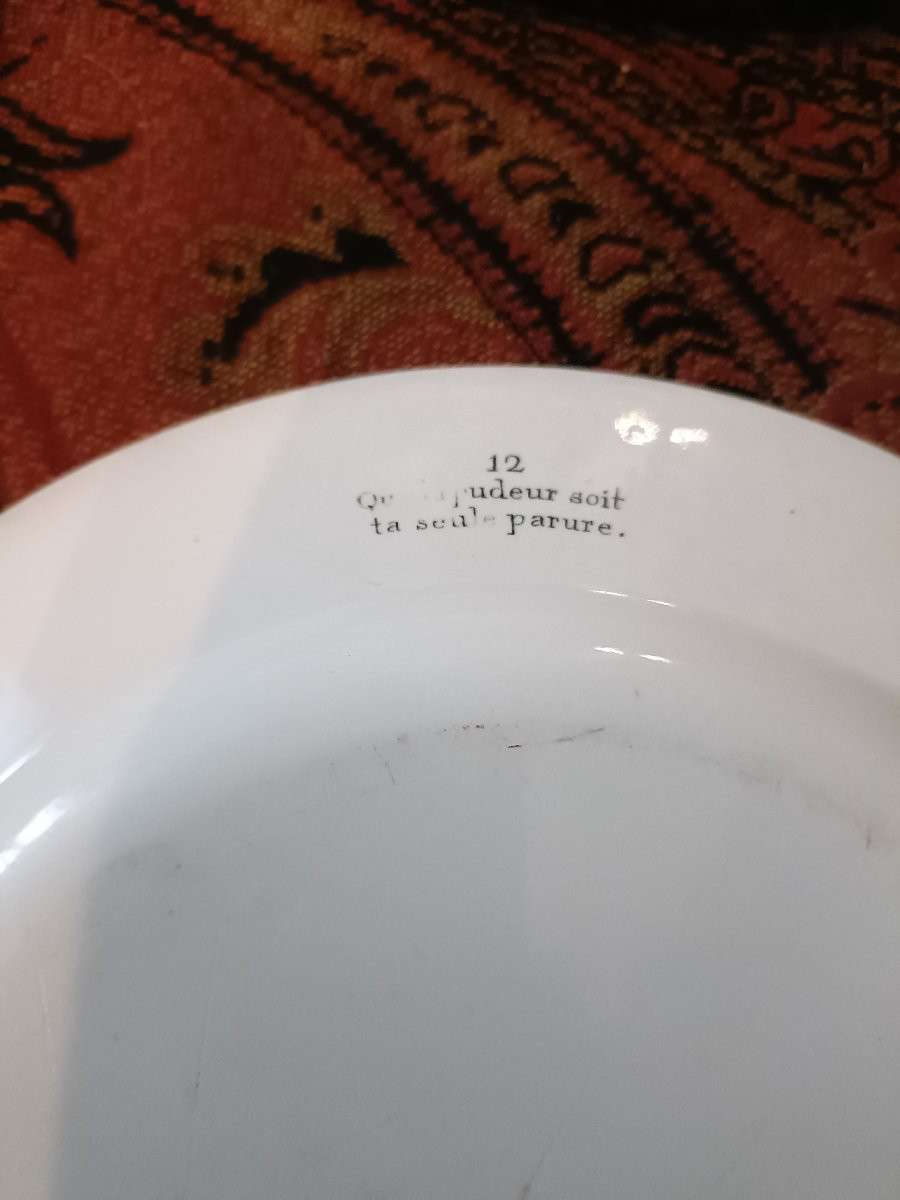 12
pudeur soit
ta seule parure.